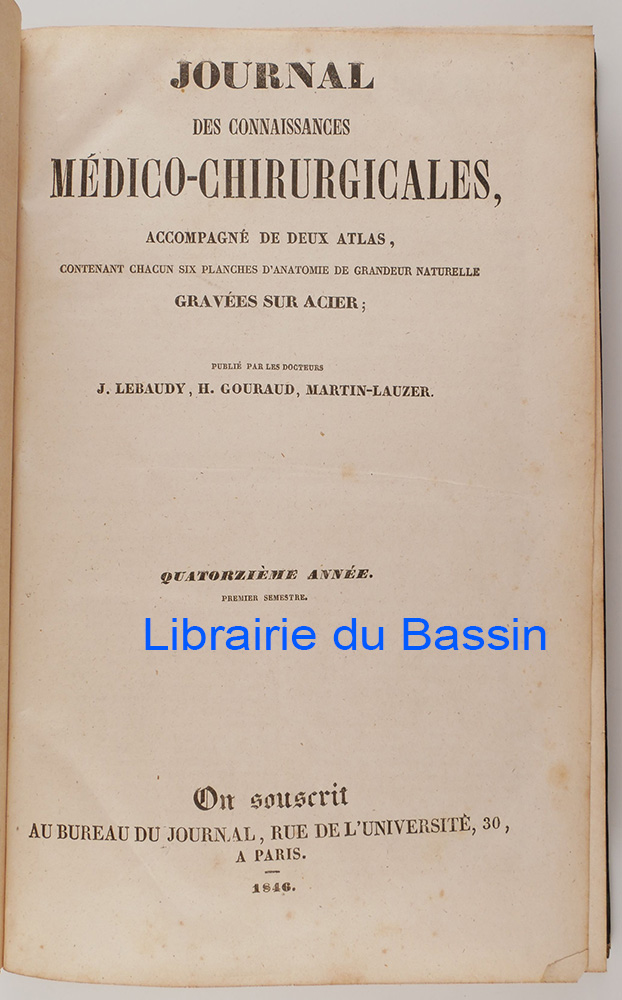 JOURNAL
DES CONNAISSANCES
MÉDICO-CHIRURGICALES,
ACCOMPAGNÉ DE DEUX ATLAS,
CONTENANT CHACUN SIX PLANCHES D'ANATOMIE DE GRANDEUR NATURELLE
GRAVÉES SUR ACIER;
PUBLIÉ PAR LES DOCTEURS
J. LEBAUDY, H. GOURAUD, MARTIN-LAUZER.
QUATORZIÈME ANNÉE.
PREMIER SEMESTRE.
Librairie du Bassin
On souscrit
AU BUREAU DU JOURNAL, RUE DE L'UNIVERSITÉ, 30,
A PARIS.
1846.